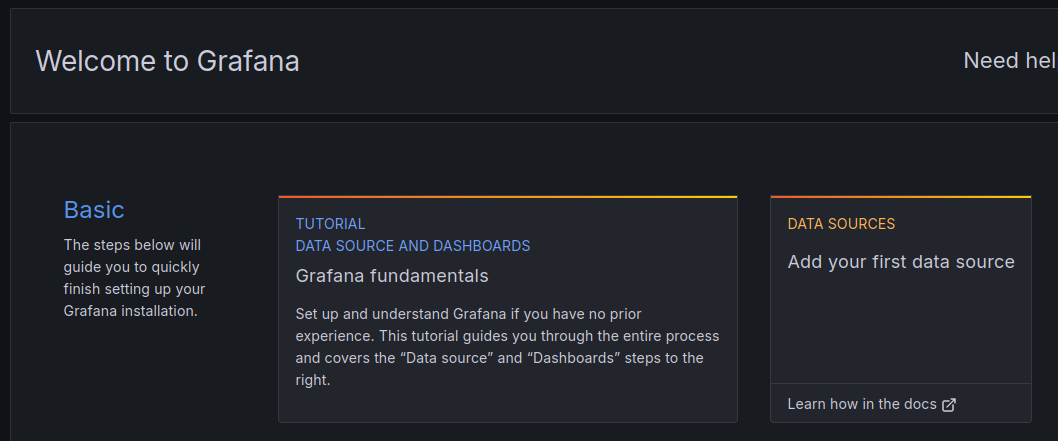 Welcome to Grafana
Need hel
Basic
The steps below will
guide you to quickly
finish setting up your
Grafana installation.
TUTORIAL
DATA SOURCE AND DASHBOARDS
Grafana fundamentals
Set up and understand Grafana if you have no prior
experience. This tutorial guides you through the entire process
and covers the “Data source” and “Dashboards” steps to the
right.
DATA SOURCES
Add your first data source
Learn how in the docs